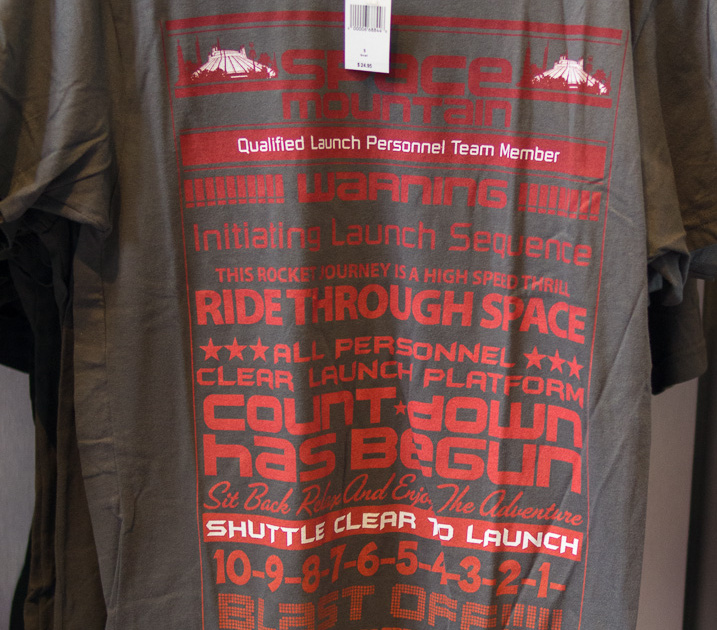 $34.95
Space
mountain
Qualified Launch Personnel Team Member
WARNING
Initiating Launch Sequence
THIS ROCKET JOURNEY IS A HIGH SPEED THRILL
RIDE THROUGH SPACE
★★★ALL PERSONNEL★★★
CLEAR LAUNCH PLATFORM
COUNT★dOWN
has BEGUN
Sit Back Relax And Enjoy The Adventure
SHUTTLE CLEAR TO LAUNCH
10-9-8-7-6-5-4-3-2-1-
BLAST OFF!!!!